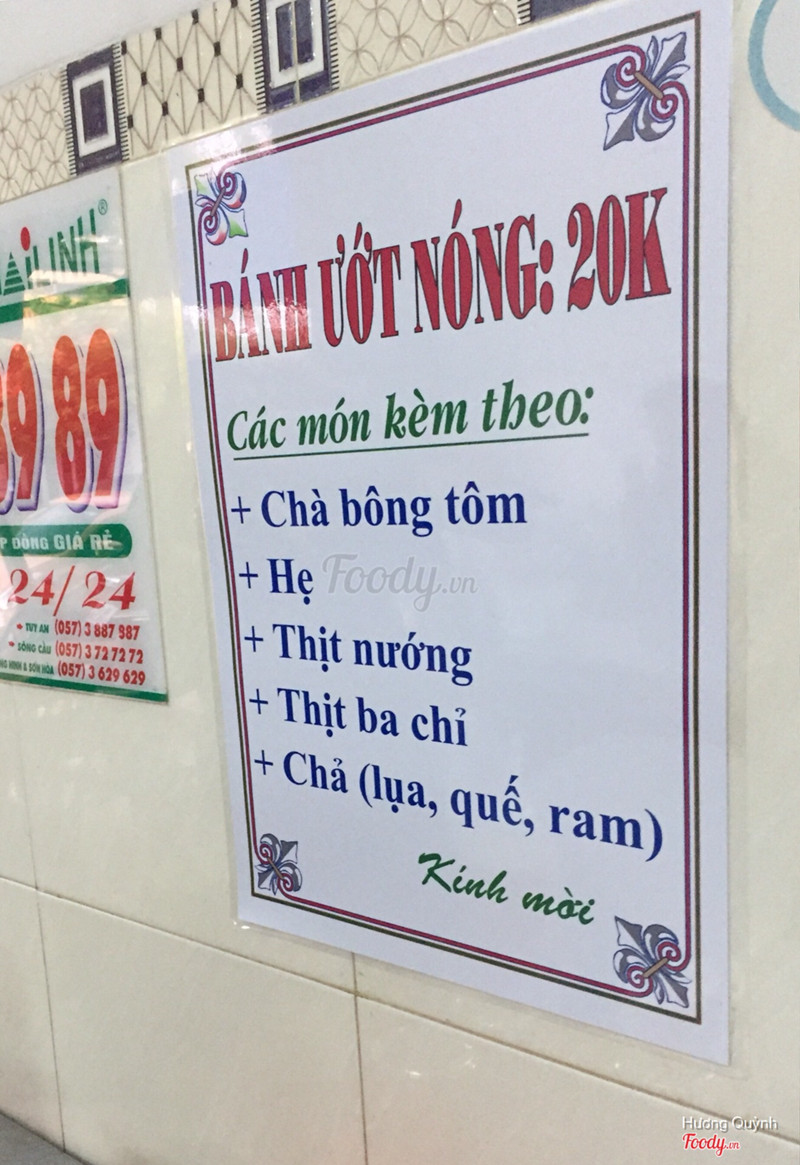 BÁNH ƯỚT NÓNG: 20K
Các món kèm theo:
+ Chà bông tôm
+ Hẹ
+ Thịt nướng
+ Thịt ba chỉ
+ Chả (lụa, quế, ram)
Kính mời
LINH®
89
ĐỒNG GIÁ RẺ
24/24
TUY AN (057) 3 887 987
SÔNG CẦU (057) 3 72 72 72
& SƠN HÒA (057) 3 629 629
Foody.vn
Hương Quỳnh
Foody.vn